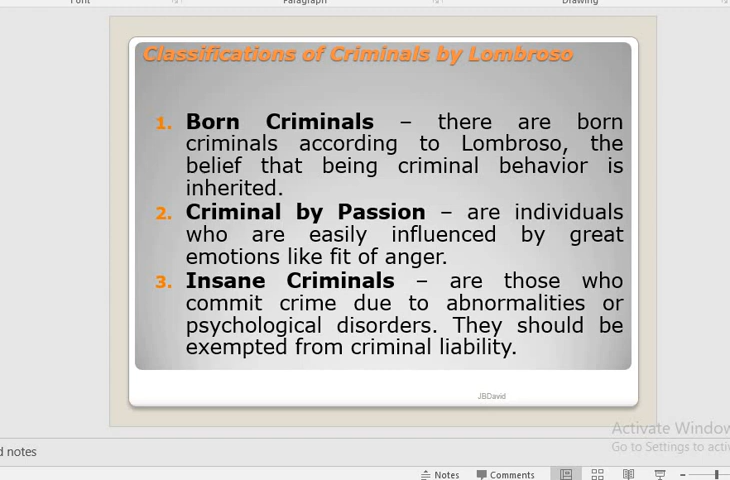 Font Paragraph Drawing
Classifications of Criminals by Lombroso
1. Born Criminals – there are born
criminals according to Lombroso, the
belief that being criminal behavior is
inherited.
2. Criminal by Passion – are individuals
who are easily influenced by great
emotions like fit of anger.
3. Insane Criminals – are those who
commit crime due to abnormalities or
psychological disorders. They should be
exempted from criminal liability.
JBDavid
Activate Window
Go to Settings to activ
d notes
Notes Comments